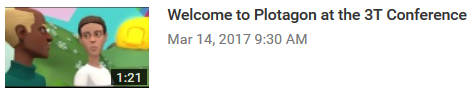 Welcome to Plotagon at the 3T Conference
Mar 14, 2017 9:30 AM
1:21